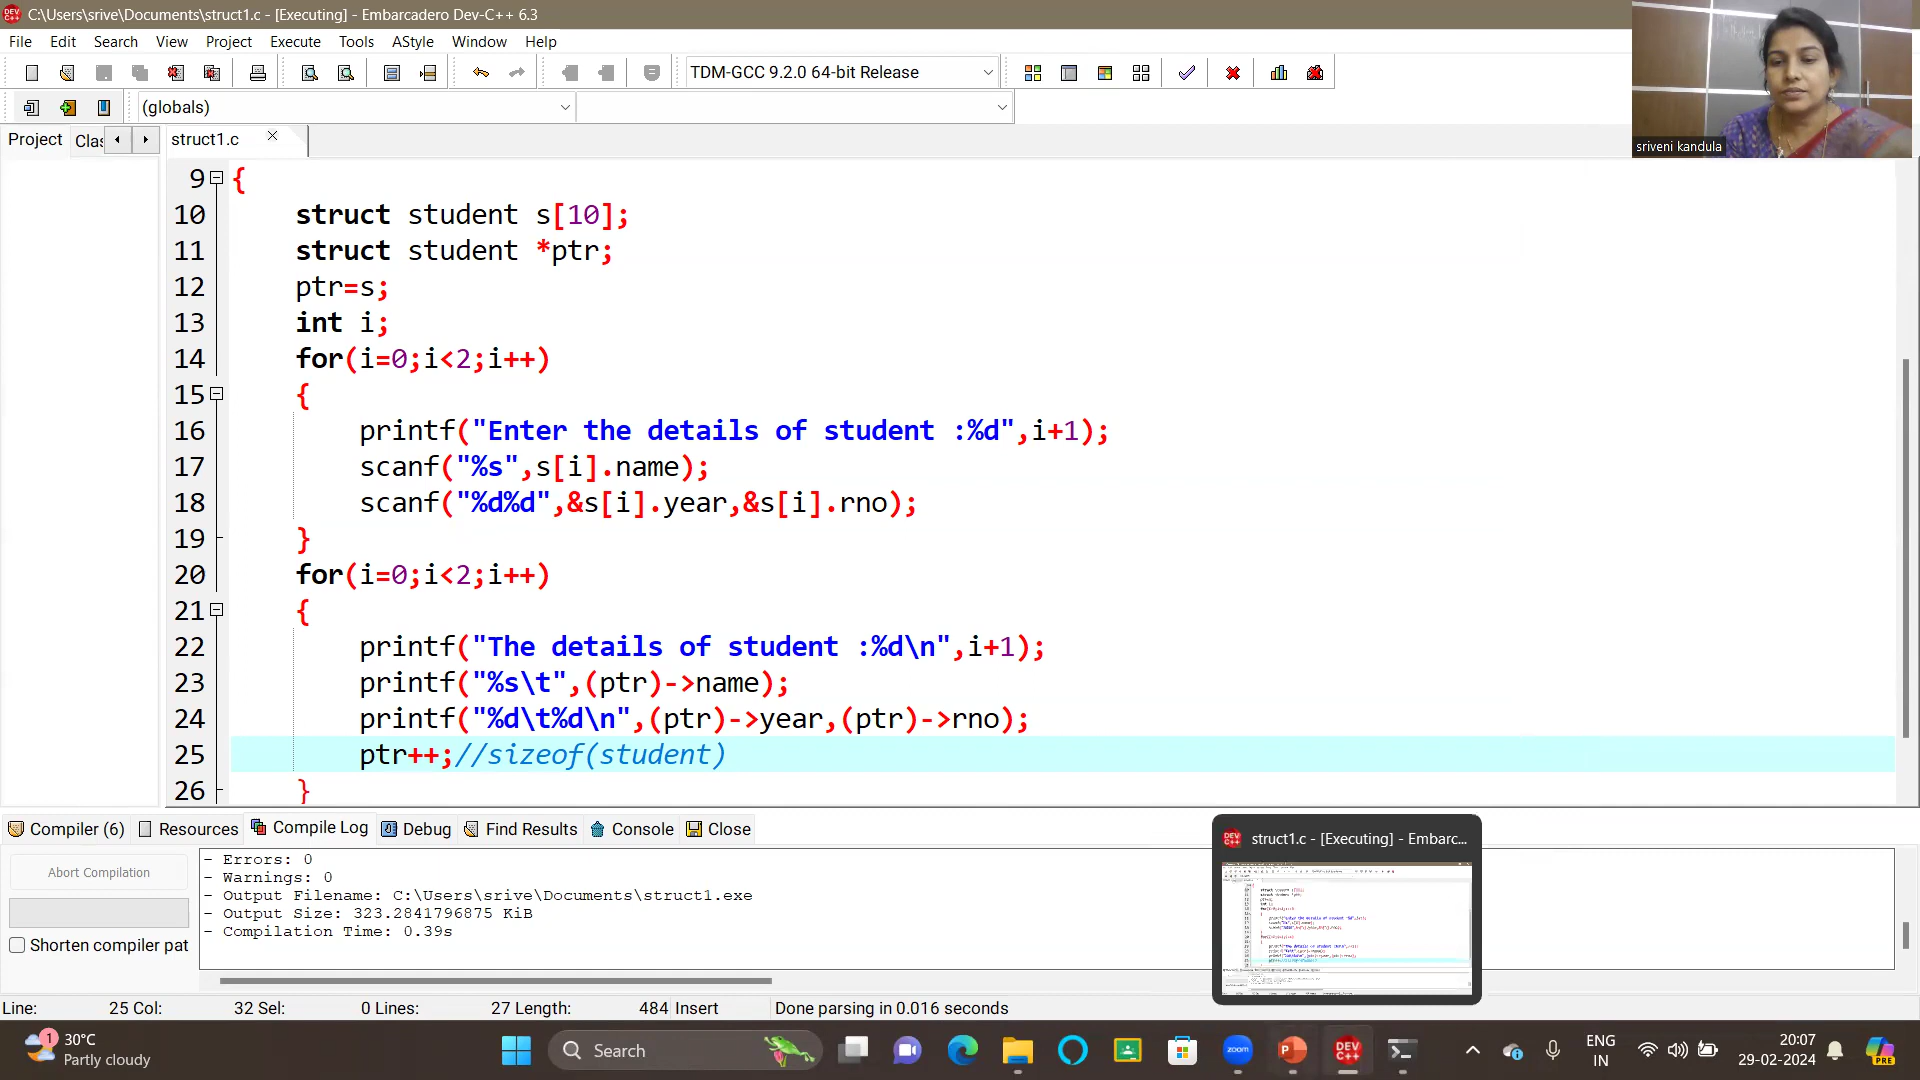 C:\Users\srive\Documents\struct1.c - [Executing] - Embarcadero Dev-C++ 6.3
File Edit Search View Project Execute Tools AStyle Window Help
TDM-GCC 9.2.0 64-bit Release
(globals)
Project Clas struct1.c
sriveni kandula
9 {
10 struct student s[10];
11 struct student *ptr;
12 ptr=s;
13 int i;
14 for(i=0;i<2;i++)
15 {
16 printf("Enter the details of student :%d",i+1);
17 scanf("%s",s[i].name);
18 scanf("%d%d",&s[i].year,&s[i].rno);
19 }
20 for(i=0;i<2;i++)
21 {
22 printf("The details of student :%d\n",i+1);
23 printf("%s\t",(ptr)->name);
24 printf("%d\t%d\n",(ptr)->year,(ptr)->rno);
25 ptr++;//sizeof(student)
26 }
Compiler (6) Resources Compile Log Debug Find Results Console Close
Abort Compilation
Shorten compiler pat
- Errors: 0
- Warnings: 0
- Output Filename: C:\Users\srive\Documents\struct1.exe
- Output Size: 323.2841796875 KiB
- Compilation Time: 0.39s
struct1.c - [Executing] - Embarc...
Line: 25 Col: 32 Sel: 0 Lines: 27 Length: 484 Insert Done parsing in 0.016 seconds
1
30°C
Partly cloudy
Search
zoom
DEV
C++
PRE
ENG
IN
20:07
29-02-2024